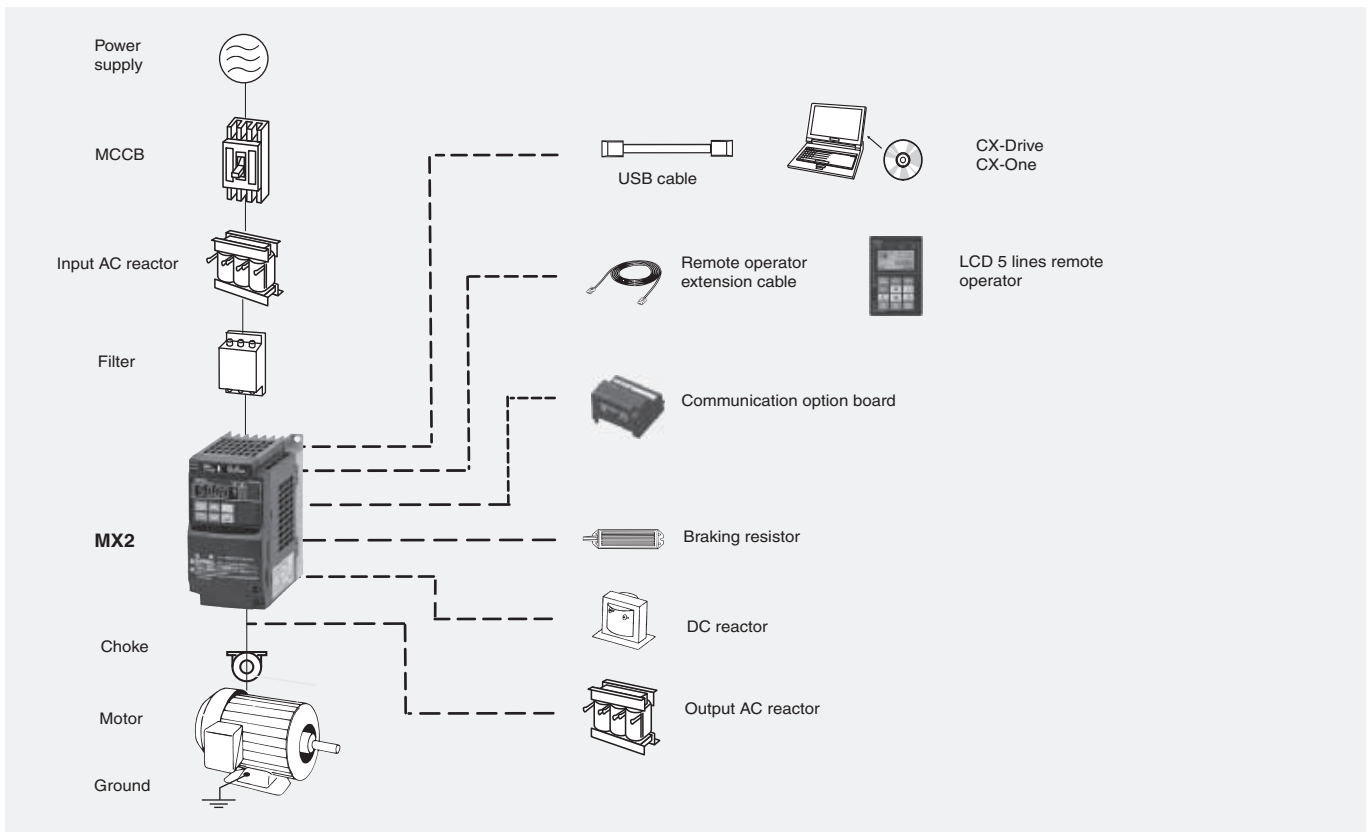 Power
supply
MCCB
USB cable
CX-Drive
CX-One
Input AC reactor
Remote operator
extension cable
LCD 5 lines remote
operator
Filter
Communication option board
MX2
Braking resistor
DC reactor
Choke
Output AC reactor
Motor
Ground